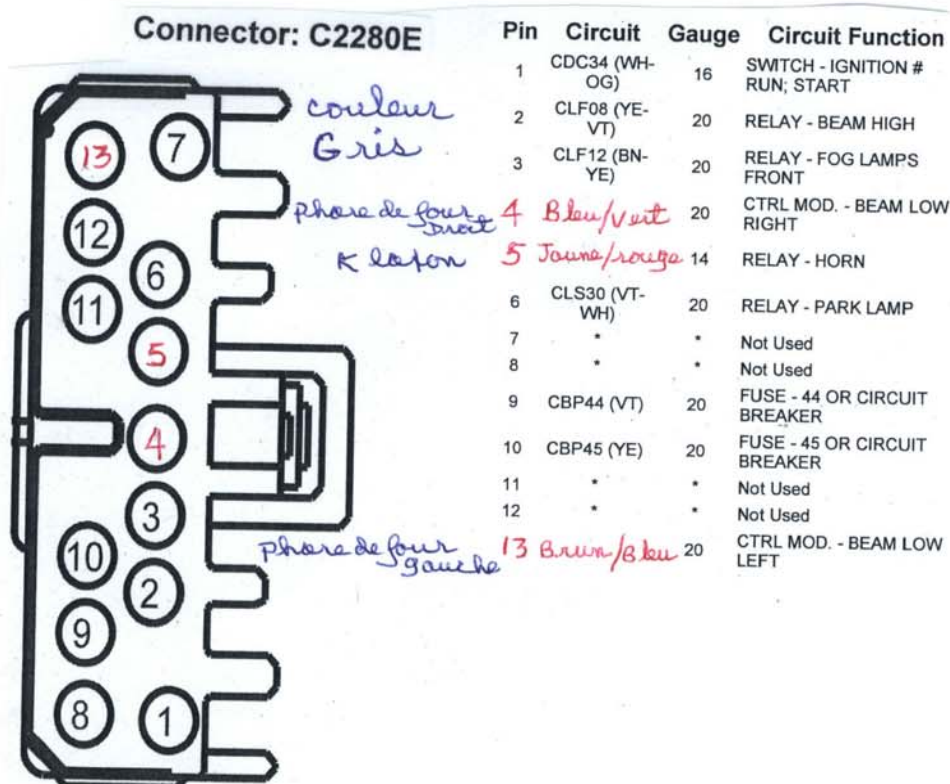 Connector: C2280E
Pin Circuit Gauge Circuit Function
1 CDC34 (WH-OG) 16 SWITCH - IGNITION # RUN; START
2 CLF08 (YE-VT) 20 RELAY - BEAM HIGH
3 CLF12 (BN-YE) 20 RELAY - FOG LAMPS FRONT
phare de four Droit 4 Bleu/Vert 20 CTRL MOD. - BEAM LOW RIGHT
Klaxon 5 Jaune/rouge 14 RELAY - HORN
6 CLS30 (VT-WH) 20 RELAY - PARK LAMP
7 * * Not Used
8 * * Not Used
9 CBP44 (VT) 20 FUSE - 44 OR CIRCUIT BREAKER
10 CBP45 (YE) 20 FUSE - 45 OR CIRCUIT BREAKER
11 * * Not Used
12 * * Not Used
phare de four gauche 13 Brun/Bleu 20 CTRL MOD. - BEAM LOW LEFT
couleur
Gris
13 7
12
6
11
5
4
3
10
2
9
8 1